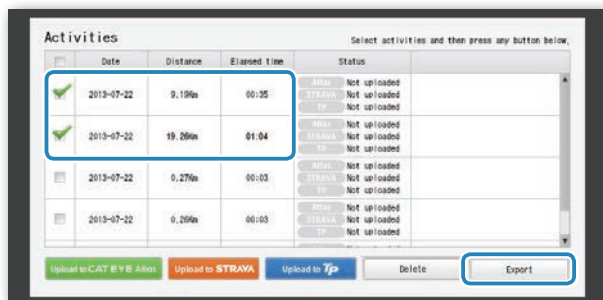 Activities
Select activities and then press any button below.
Date Distance Elapsed time Status
2013-07-22 9.19Km 00:35
Atlas Not uploaded
STRAVA Not uploaded
TP Not uploaded
2013-07-22 19.26Km 01:04
Atlas Not uploaded
STRAVA Not uploaded
TP Not uploaded
2013-07-22 0.27Km 00:03
Atlas Not uploaded
STRAVA Not uploaded
TP Not uploaded
2013-07-22 0.26Km 00:03
Atlas Not uploaded
STRAVA Not uploaded
TP Not uploaded
Upload to CATEYE Atlas Upload to STRAVA Upload to TP Delete Export